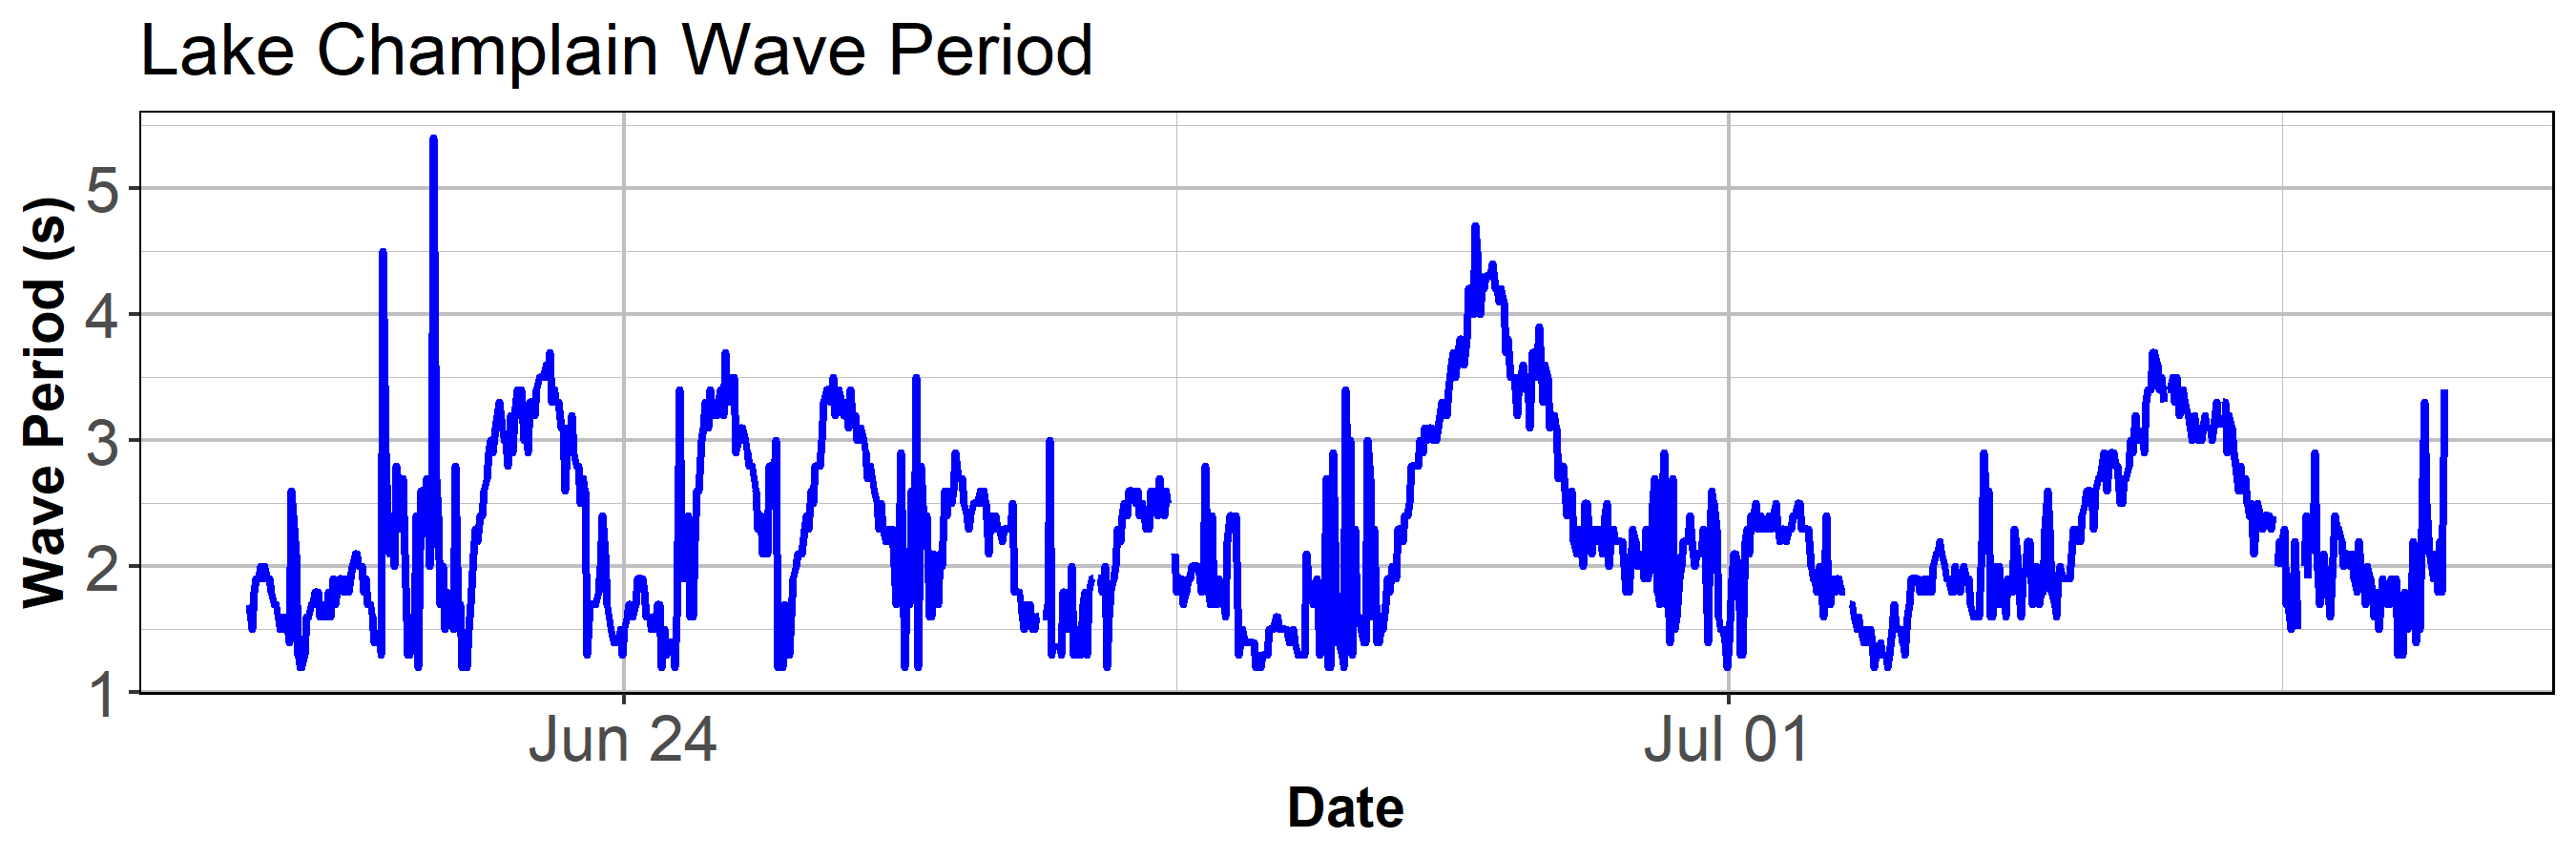 Lake Champlain Wave Period
Wave Period (s)
5
4
3
2
1
Jun 24
Jul 01
Date